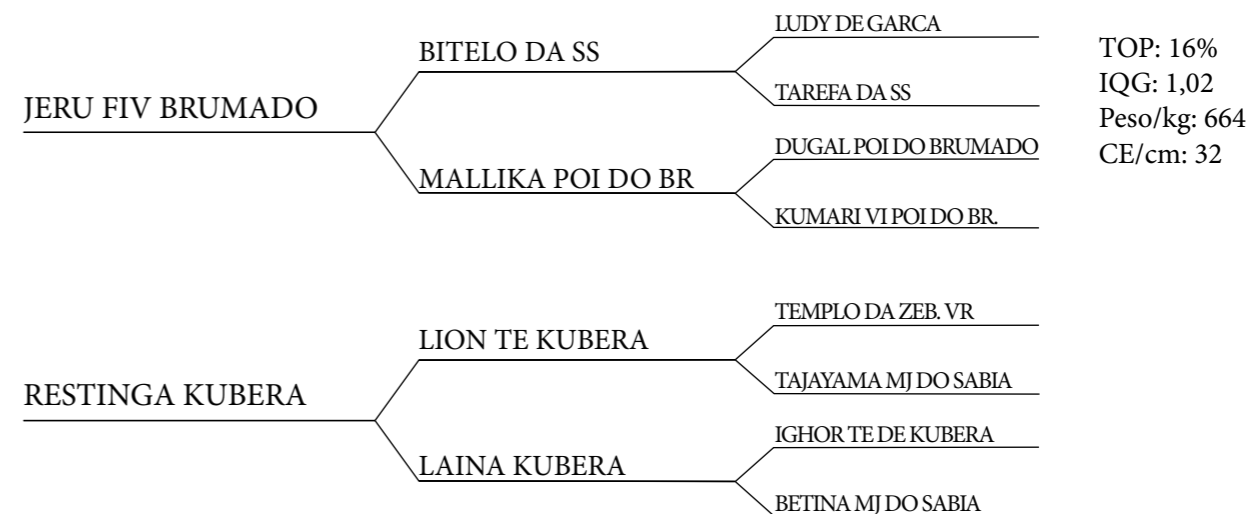 JERU FIV BRUMADO
BITELO DA SS
LUDY DE GARCA
TAREFA DA SS
MALLIKA POI DO BR
DUGAL POI DO BRUMADO
KUMARI VI POI DO BR.
TOP: 16%
IQG: 1,02
Peso/kg: 664
CE/cm: 32
RESTINGA KUBERA
LION TE KUBERA
TEMPLO DA ZEB. VR
TAJAYAMA MJ DO SABIA
LAINA KUBERA
IGHOR TE DE KUBERA
BETINA MJ DO SABIA